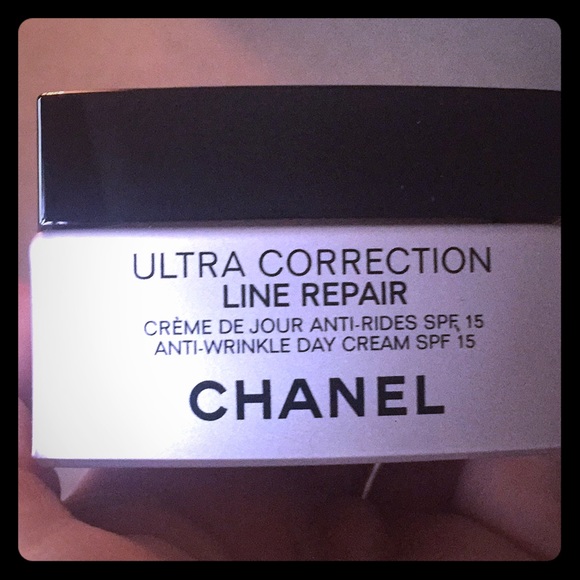 ULTRA CORRECTION
LINE REPAIR
CRÈME DE JOUR ANTI-RIDES SPF 15
ANTI-WRINKLE DAY CREAM SPF 15
CHANEL